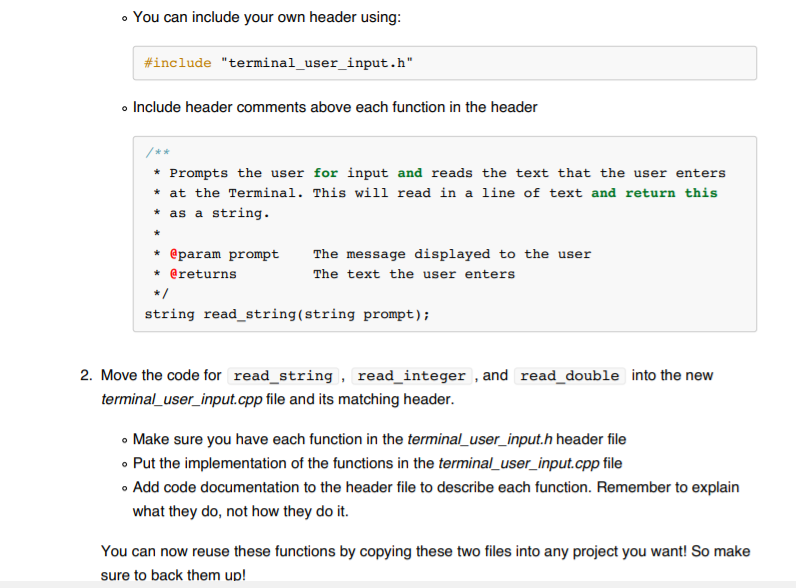 ◦ You can include your own header using:
#include "terminal_user_input.h"
◦ Include header comments above each function in the header
/**
* Prompts the user for input and reads the text that the user enters
* at the Terminal. This will read in a line of text and return this
* as a string.
*
* @param prompt    The message displayed to the user
* @returns         The text the user enters
*/
string read_string(string prompt);
2. Move the code for read_string , read_integer , and read_double into the new
terminal_user_input.cpp file and its matching header.
◦ Make sure you have each function in the terminal_user_input.h header file
◦ Put the implementation of the functions in the terminal_user_input.cpp file
◦ Add code documentation to the header file to describe each function. Remember to explain
what they do, not how they do it.
You can now reuse these functions by copying these two files into any project you want! So make
sure to back them up!